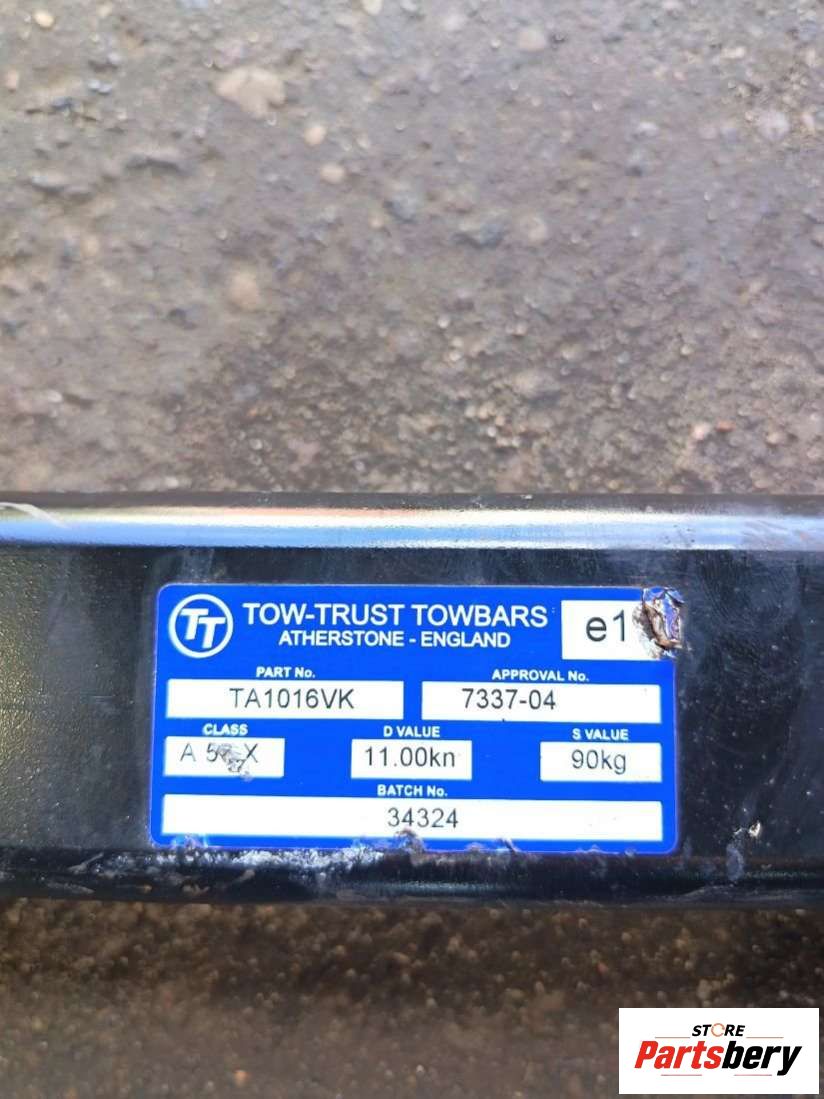 TT TOW-TRUST TOWBARS e1
ATHERSTONE - ENGLAND
PART No. APPROVAL No.
TA1016VK 7337-04
CLASS D VALUE S VALUE
A X 11.00kn 90kg
BATCH No.
34324
STORE
Partsbery